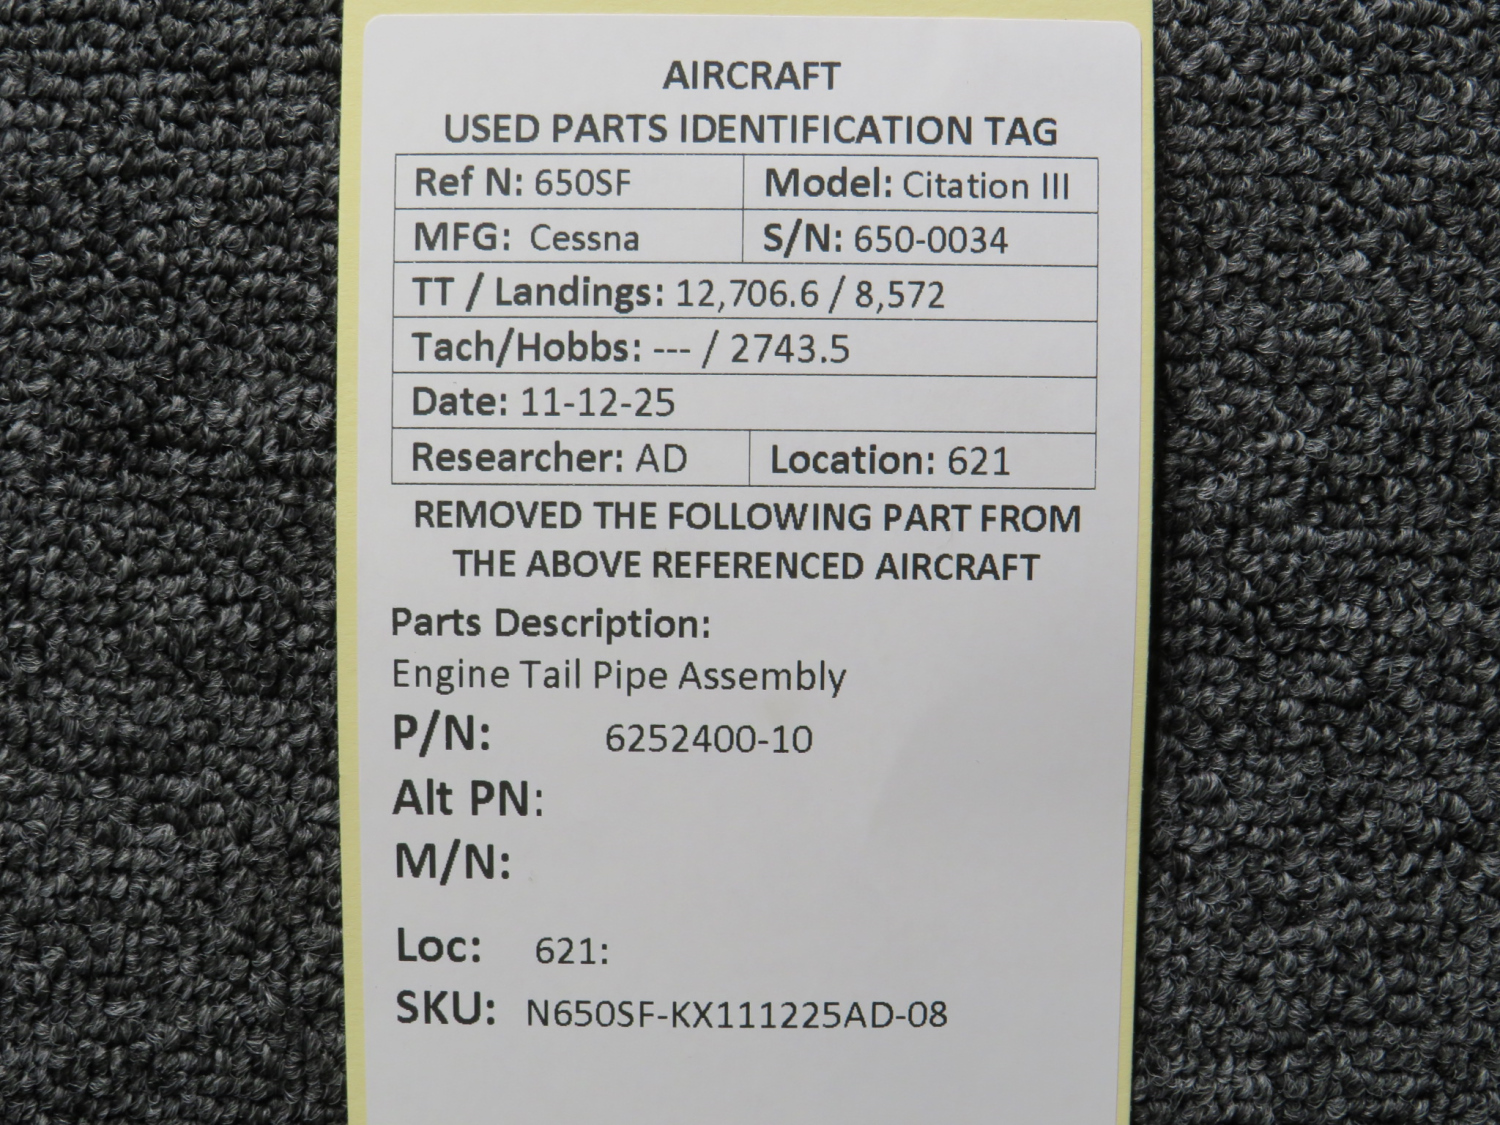 AIRCRAFT
USED PARTS IDENTIFICATION TAG
Ref N: 650SF Model: Citation III
MFG: Cessna S/N: 650-0034
TT / Landings: 12,706.6 / 8,572
Tach/Hobbs: --- / 2743.5
Date: 11-12-25
Researcher: AD Location: 621
REMOVED THE FOLLOWING PART FROM
THE ABOVE REFERENCED AIRCRAFT
Parts Description:
Engine Tail Pipe Assembly
P/N: 6252400-10
Alt PN:
M/N:
Loc: 621:
SKU: N650SF-KX111225AD-08